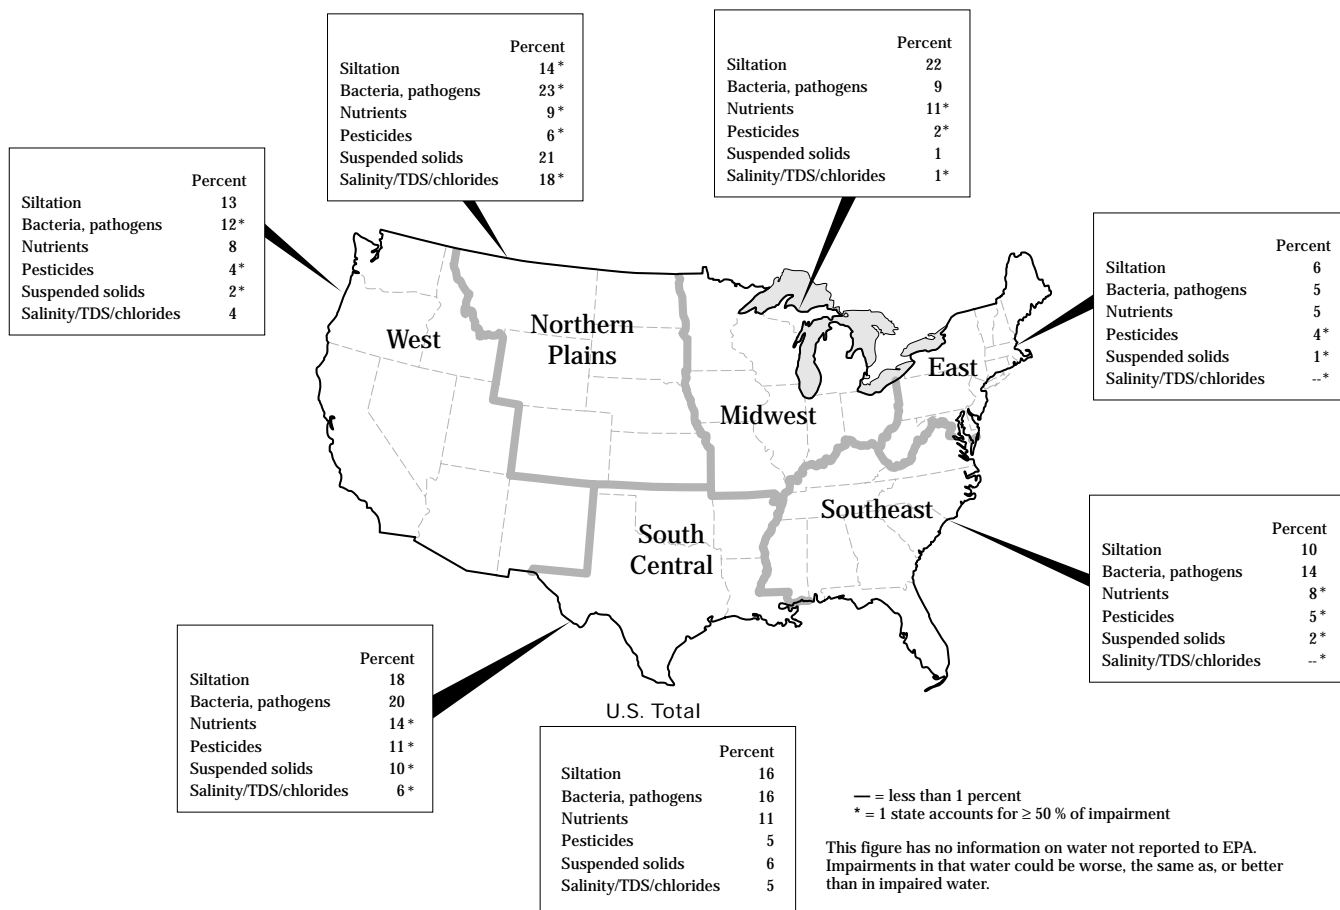 Percent
Siltation 14*
Bacteria, pathogens 23*
Nutrients 9*
Pesticides 6*
Suspended solids 21
Salinity/TDS/chlorides 18*
Percent
Siltation 22
Bacteria, pathogens 9
Nutrients 11*
Pesticides 2*
Suspended solids 1
Salinity/TDS/chlorides 1*
Percent
Siltation 13
Bacteria, pathogens 12*
Nutrients 8
Pesticides 4*
Suspended solids 2*
Salinity/TDS/chlorides 4
Percent
Siltation 6
Bacteria, pathogens 5
Nutrients 5
Pesticides 4*
Suspended solids 1*
Salinity/TDS/chlorides --*
West
Northern
Plains
Midwest
East
South
Central
Southeast
Percent
Siltation 10
Bacteria, pathogens 14
Nutrients 8*
Pesticides 5*
Suspended solids 2*
Salinity/TDS/chlorides --*
Percent
Siltation 18
Bacteria, pathogens 20
Nutrients 14*
Pesticides 11*
Suspended solids 10*
Salinity/TDS/chlorides 6*
U.S. Total
Percent
Siltation 16
Bacteria, pathogens 16
Nutrients 11
Pesticides 5
Suspended solids 6
Salinity/TDS/chlorides 5
— = less than 1 percent
* = 1 state accounts for ≥ 50 % of impairment
This figure has no information on water not reported to EPA.
Impairments in that water could be worse, the same as, or better
than in impaired water.